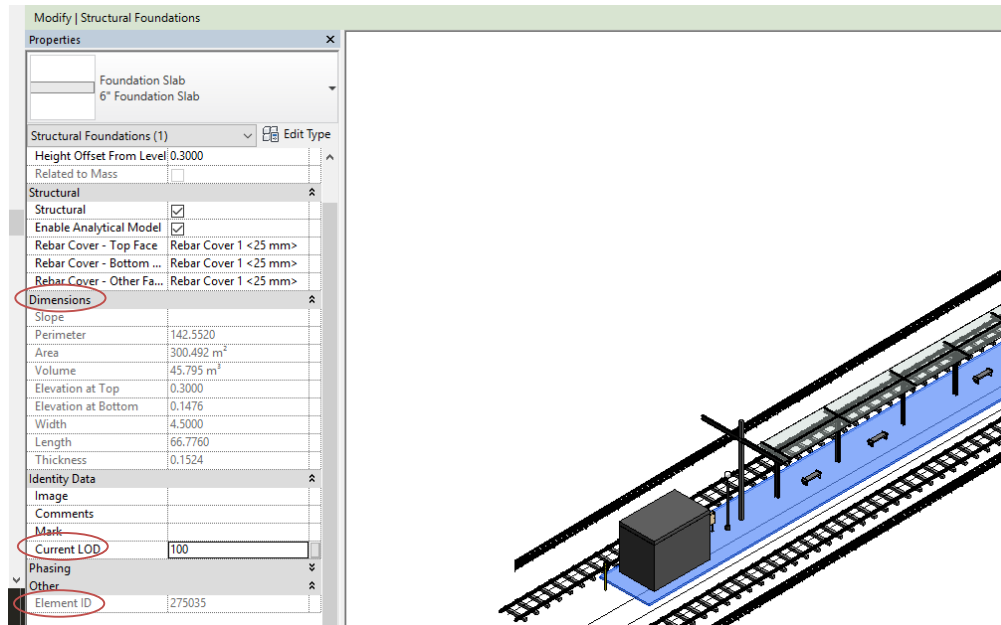 Modify | Structural Foundations
Properties
Foundation Slab
6" Foundation Slab
Structural Foundations (1)
Edit Type
Height Offset From Level 0.3000
Related to Mass
Structural
Structural
Enable Analytical Model
Rebar Cover - Top Face Rebar Cover 1 <25 mm>
Rebar Cover - Bottom ... Rebar Cover 1 <25 mm>
Rebar Cover - Other Fa... Rebar Cover 1 <25 mm>
Dimensions
Slope
Perimeter 142.5520
Area 300.492 m²
Volume 45.795 m³
Elevation at Top 0.3000
Elevation at Bottom 0.1476
Width 4.5000
Length 66.7760
Thickness 0.1524
Identity Data
Image
Comments
Mark
Current LOD 100
Phasing
Other
Element ID 275035